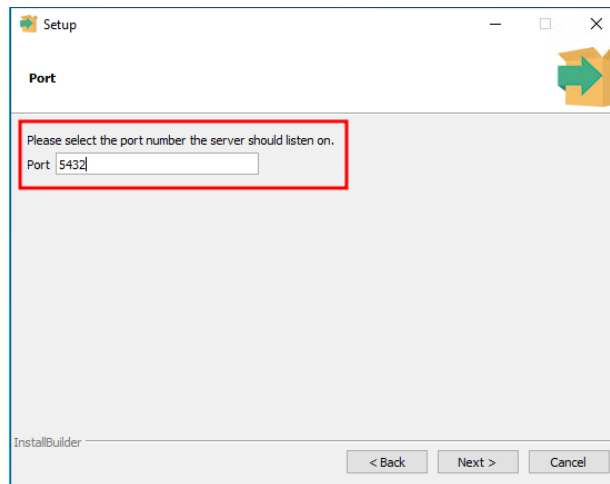 Setup
Port
Please select the port number the server should listen on.
Port 5432
InstallBuilder
< Back Next > Cancel